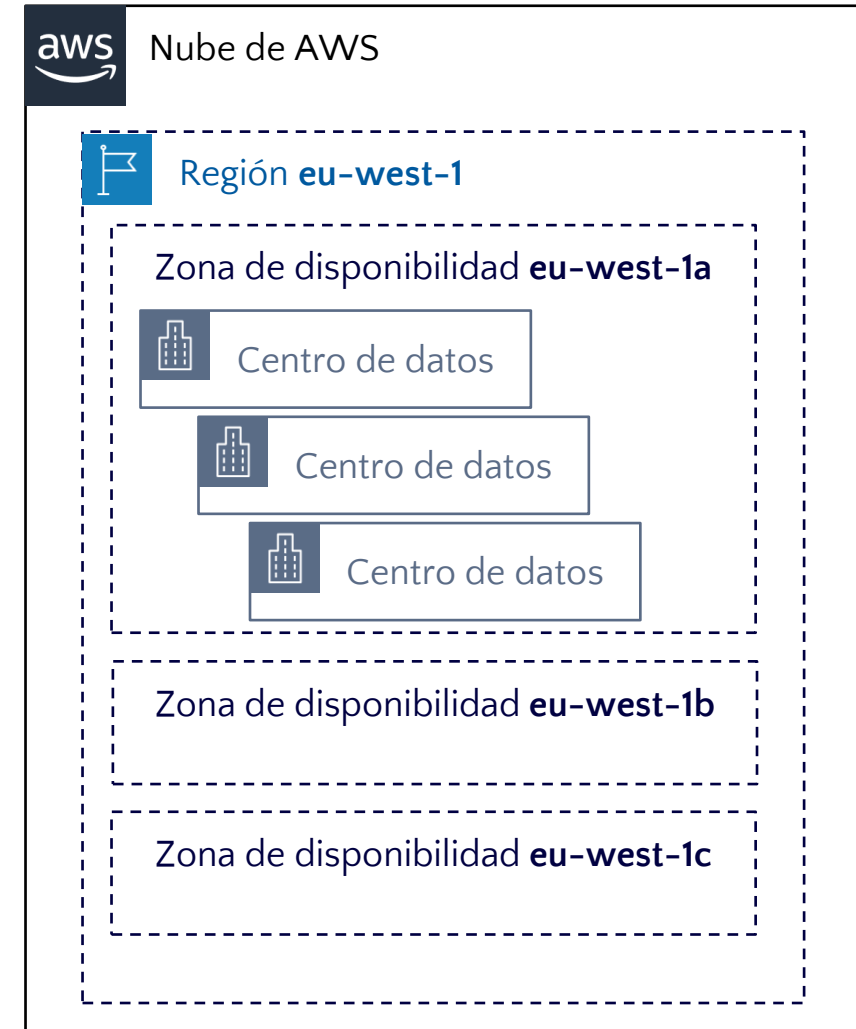 aws
Nube de AWS
Región eu-west-1
Zona de disponibilidad eu-west-1a
Centro de datos
Centro de datos
Centro de datos
Zona de disponibilidad eu-west-1b
Zona de disponibilidad eu-west-1c